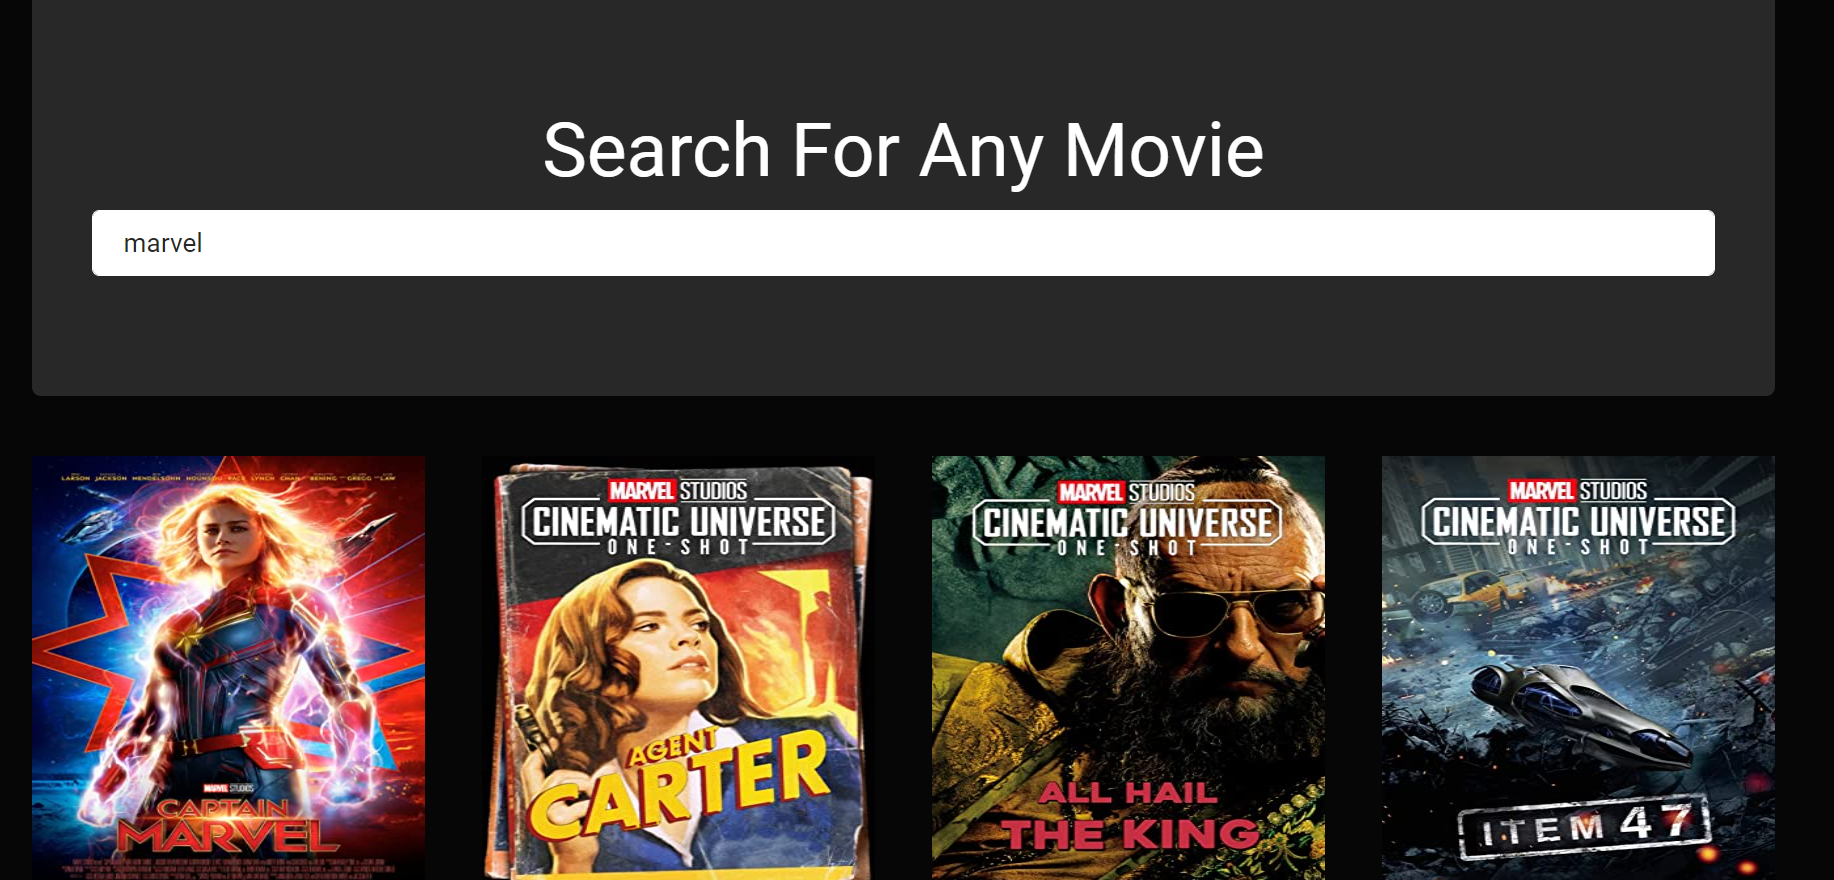 Search For Any Movie
marvel
LARSON JACKSON MENDELSOHN HOUNSOU PACE LYNCH CHAN BENING GREGG LAW
MARVEL STUDIOS
CAPTAIN
MARVEL
MARVEL STUDIOS
CINEMATIC UNIVERSE
ONE-SHOT
AGENT
CARTER
MARVEL STUDIOS
CINEMATIC UNIVERSE
ONE-SHOT
ALL HAIL
THE KING
MARVEL STUDIOS
CINEMATIC UNIVERSE
ONE-SHOT
ITEM 47